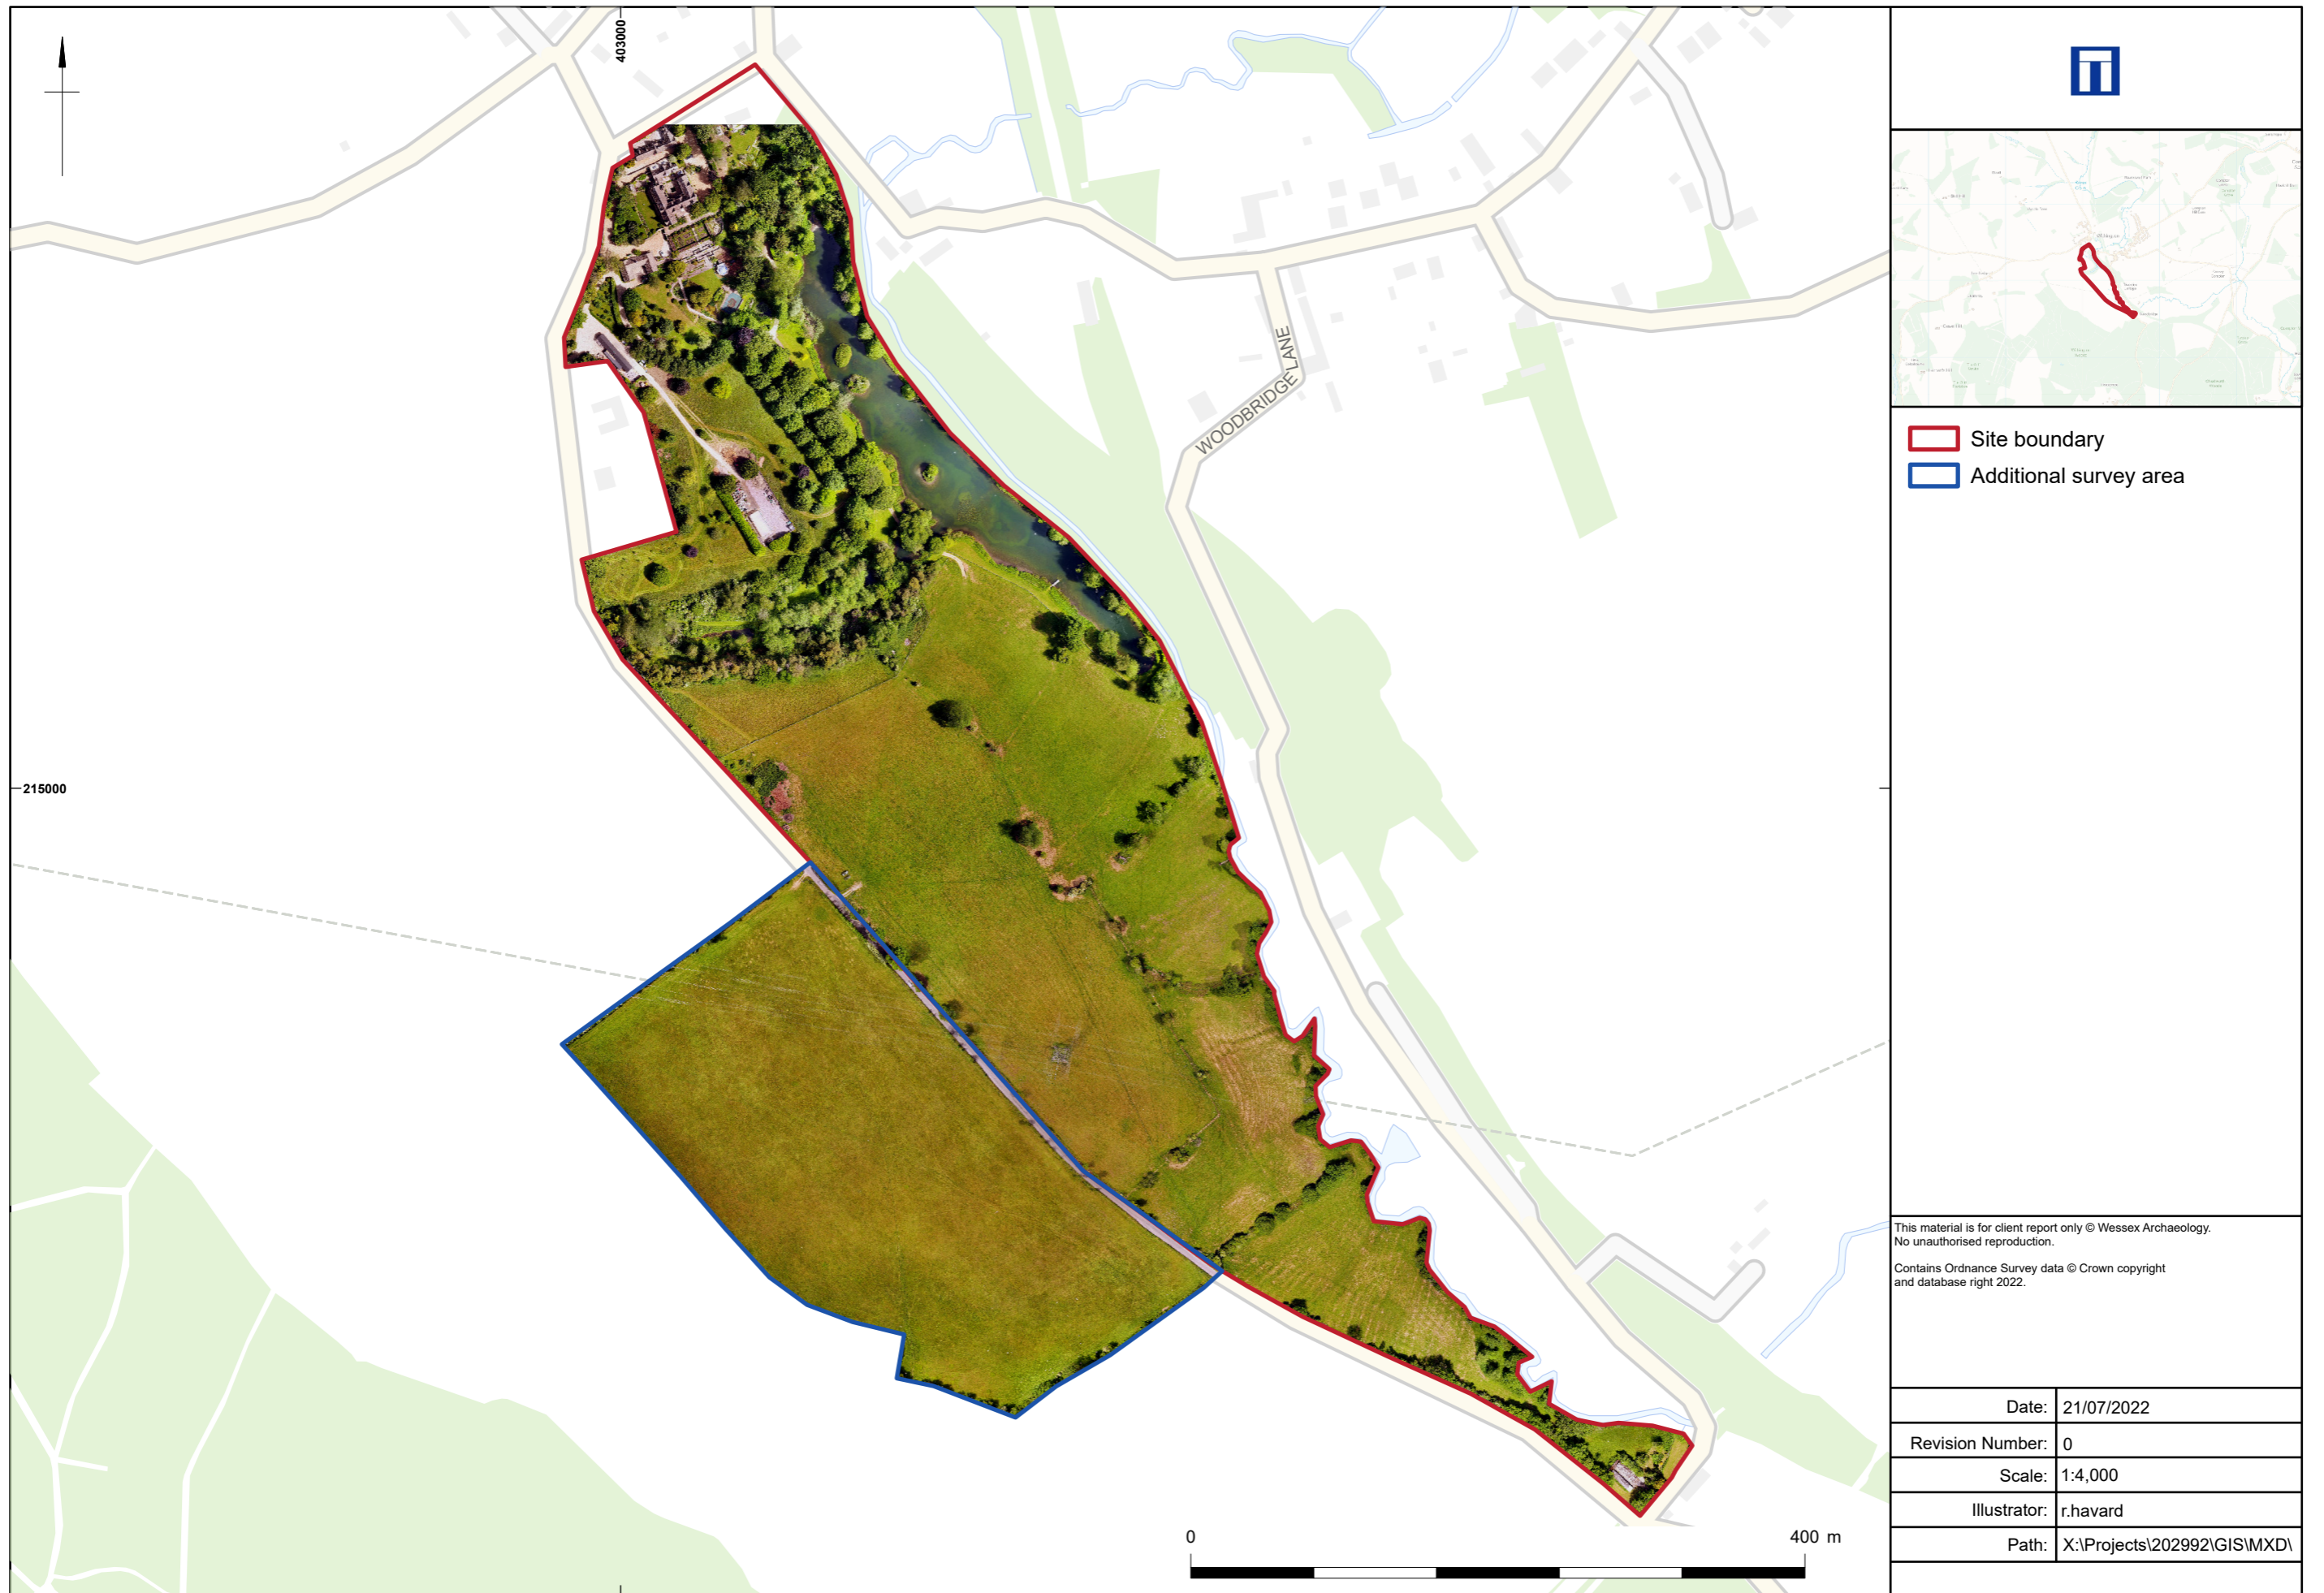 403000
215000
WOODBRIDGE LANE
0 400 m
Site boundary
Additional survey area
This material is for client report only © Wessex Archaeology.
No unauthorised reproduction.
Contains Ordnance Survey data © Crown copyright
and database right 2022.
Date: 21/07/2022
Revision Number: 0
Scale: 1:4,000
Illustrator: r.havard
Path: X:\Projects\202992\GIS\MXD\